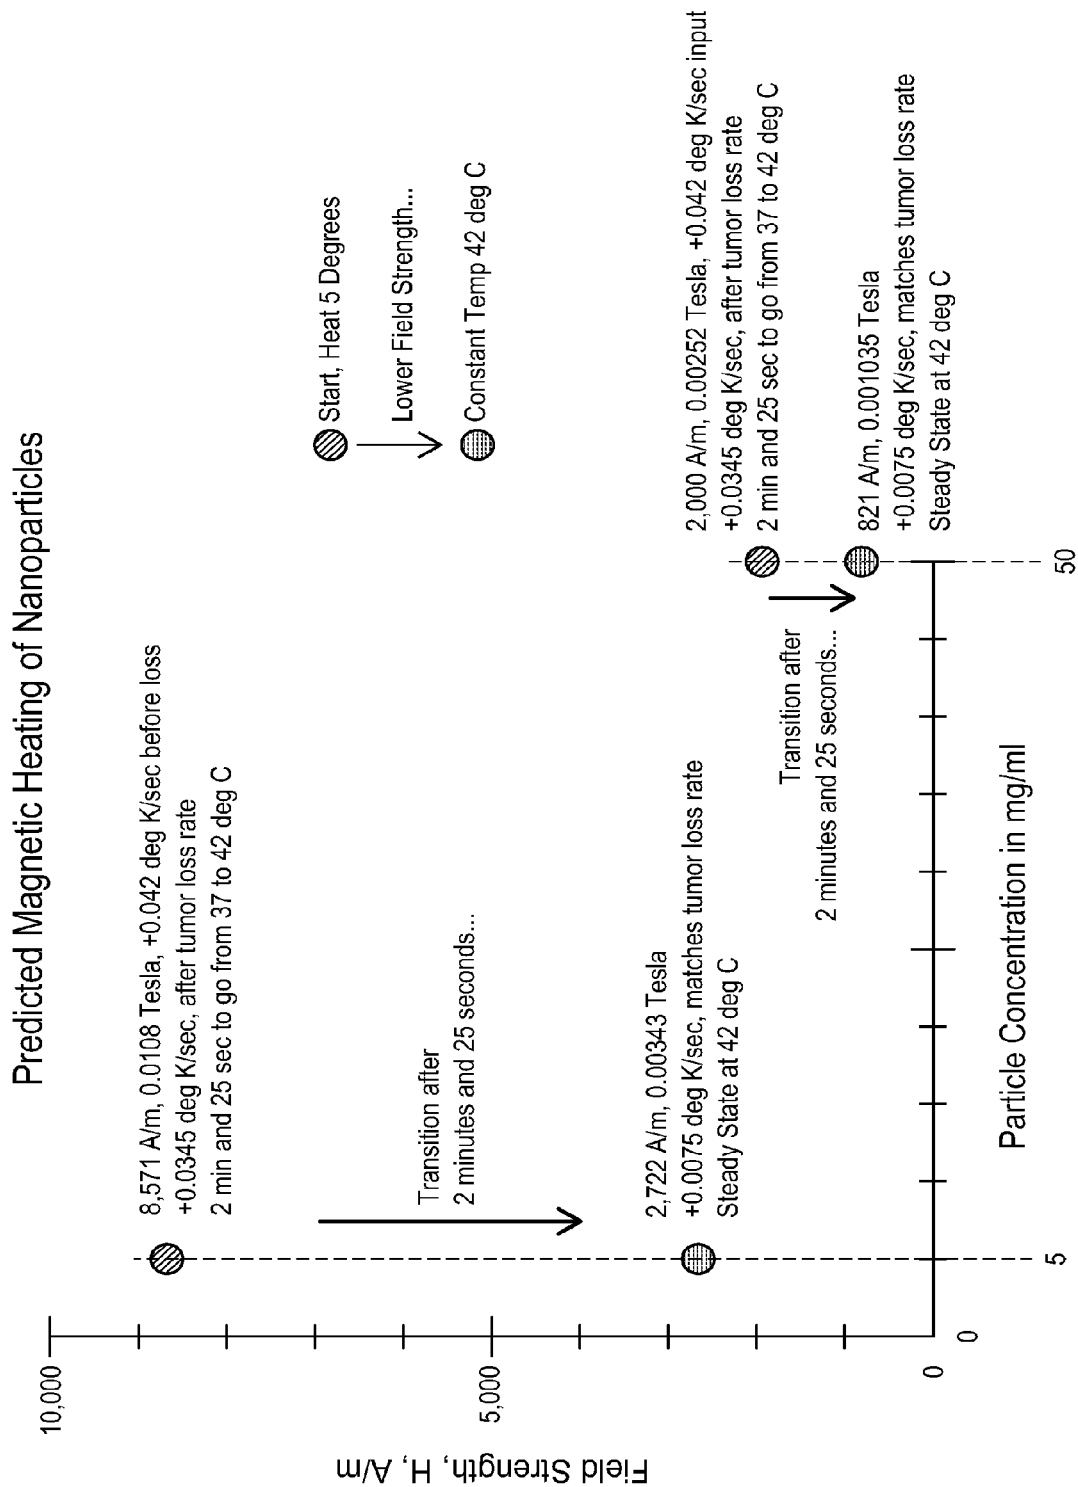 Predicted Magnetic Heating of Nanoparticles
10,000
5,000
0
Field Strength, H, A/m
8,571 A/m, 0.0108 Tesla, +0.042 deg K/sec before loss
+0.0345 deg K/sec, after tumor loss rate
2 min and 25 sec to go from 37 to 42 deg C
Transition after
2 minutes and 25 seconds...
2,722 A/m, 0.00343 Tesla
+0.0075 deg K/sec, matches tumor loss rate
Steady State at 42 deg C
Start, Heat 5 Degrees
Lower Field Strength...
Constant Temp 42 deg C
2,000 A/m, 0.00252 Tesla, +0.042 deg K/sec input
+0.0345 deg K/sec, after tumor loss rate
2 min and 25 sec to go from 37 to 42 deg C
Transition after
2 minutes and 25 seconds...
821 A/m, 0.001035 Tesla
+0.0075 deg K/sec, matches tumor loss rate
Steady State at 42 deg C
0
5
50
Particle Concentration in mg/ml